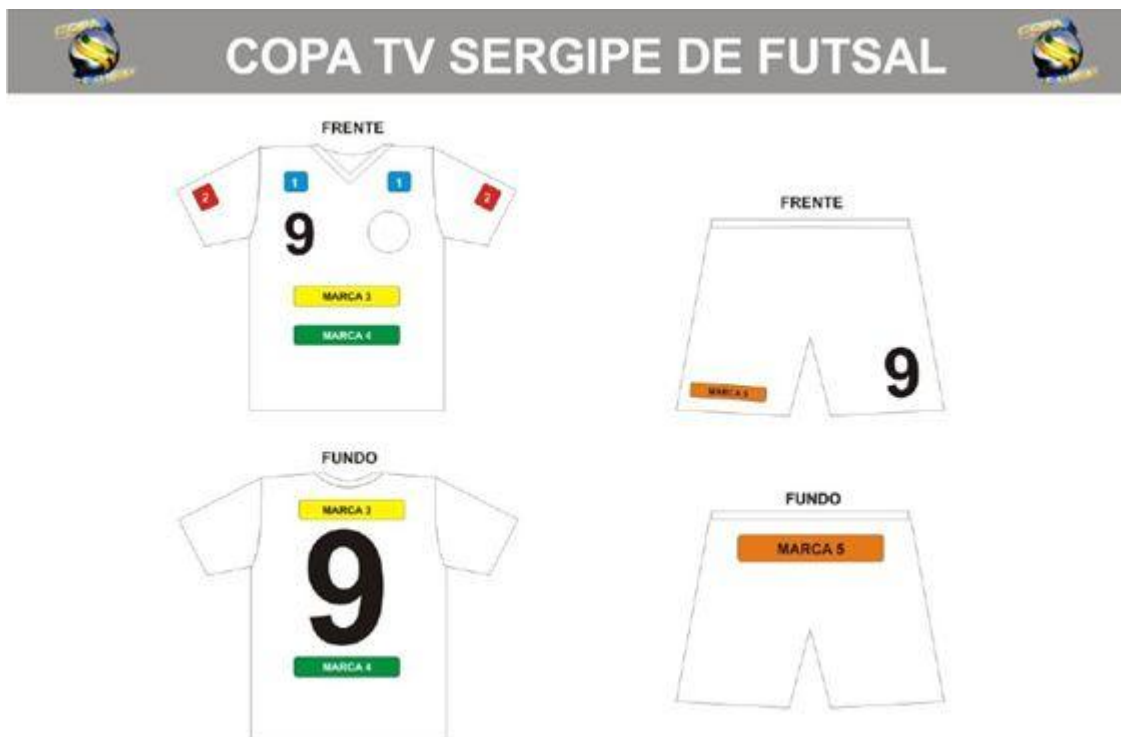 COPA TV SERGIPE DE FUTSAL
FRENTE
1 1
2 2
9
MARCA 3
MARCA 4
FRENTE
9
FUNDO
MARCA 3
9
MARCA 4
FUNDO
MARCA 5